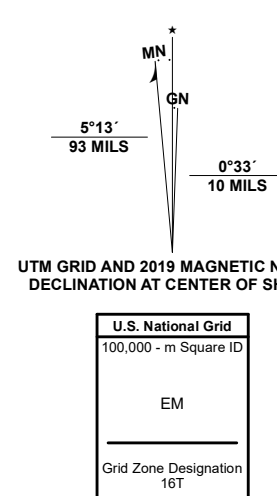 ★
MN
GN
5°13´
93 MILS
0°33´
10 MILS
UTM GRID AND 2019 MAGNETIC N
DECLINATION AT CENTER OF SH
U.S. National Grid
100,000 - m Square ID
EM
Grid Zone Designation
16T